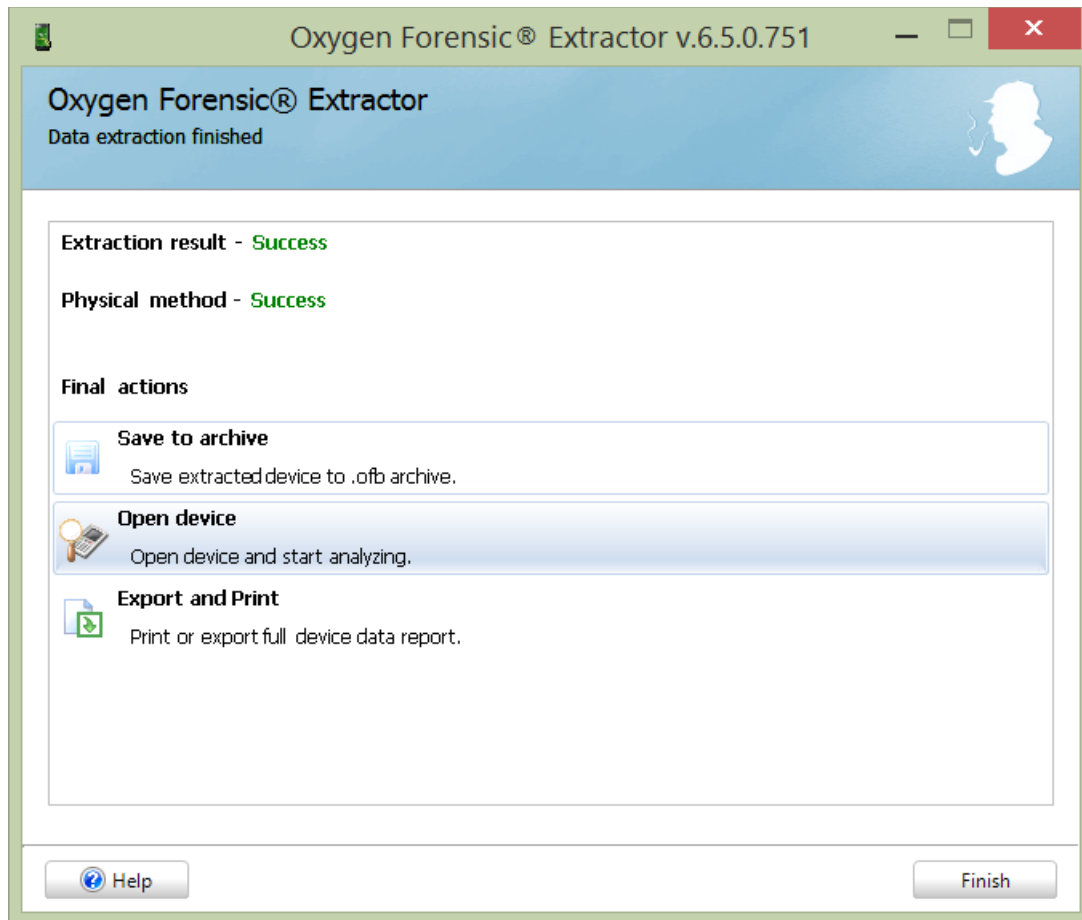 Oxygen Forensic® Extractor v.6.5.0.751
Oxygen Forensic® Extractor
Data extraction finished
Extraction result - Success
Physical method - Success
Final actions
Save to archive
Save extracted device to .ofb archive.
Open device
Open device and start analyzing.
Export and Print
Print or export full device data report.
Help
Finish